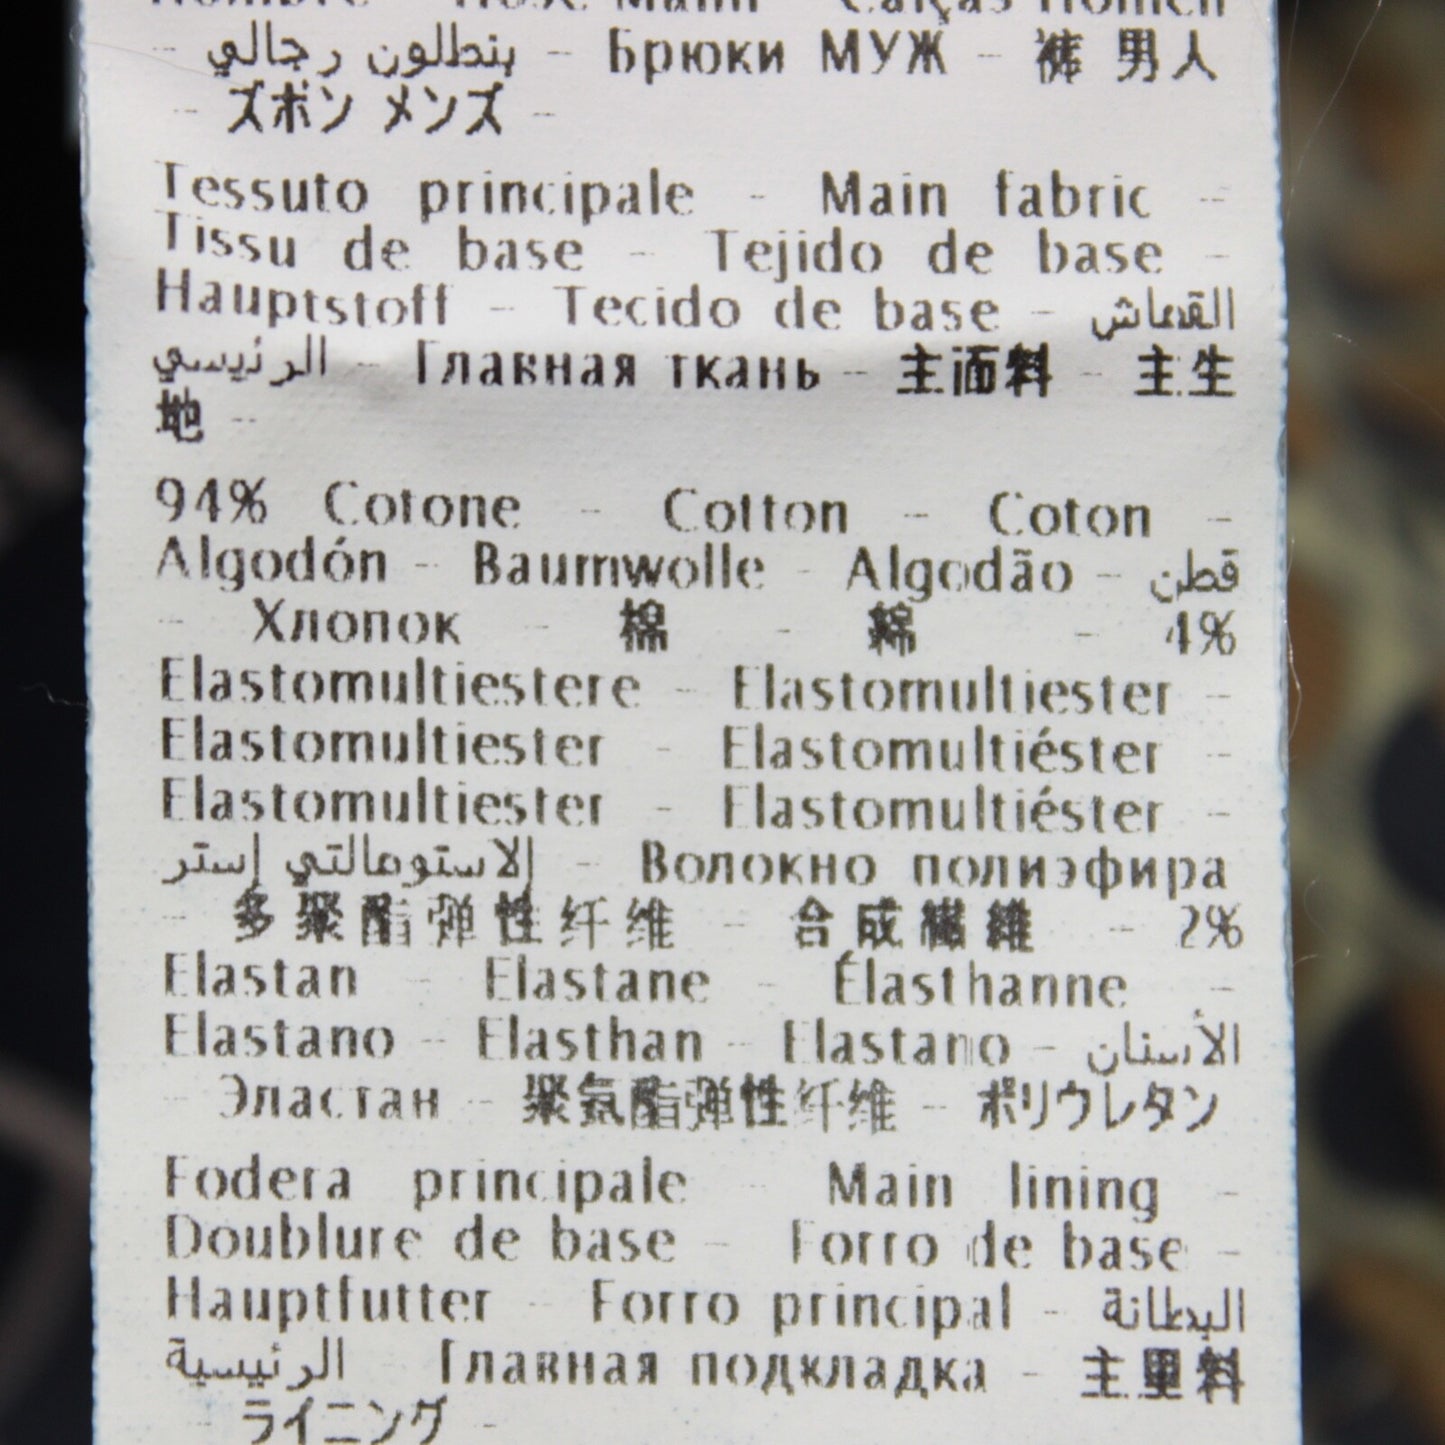 Hose Mann - Calças Homen
- بنطلون رجالي - Брюки МУЖ - 裤 男人
- ズボン メンズ -
Tessuto principale - Main fabric -
Tissu de base - Tejido de base -
Hauptstoff - Tecido de base - القماش
الرئيسي - Главная ткань - 主面料 - 主生
地 -
94% Cotone - Cotton - Coton -
Algodón - Baumwolle - Algodão - قطن
- Хлопок - 棉 - 綿 - 4%
Elastomultiestere - Elastomultiester -
Elastomultiester - Elastomultiéster -
Elastomultiester - Elastomultiéster -
الاستومالتي إستر - Волокно полиэфира
- 多聚酯弹性纤维 - 合成繊維 - 2%
Elastan - Elastane - Élasthanne -
Elastano - Elasthan - Elastano - الأستان
- Эластан - 聚氨酯弹性纤维 - ポリウレタン
Fodera principale - Main lining -
Doublure de base - Forro de base -
Hauptfutter - Forro principal - البطانة
الرئيسية - Главная подкладка - 主里料
- ライニング -